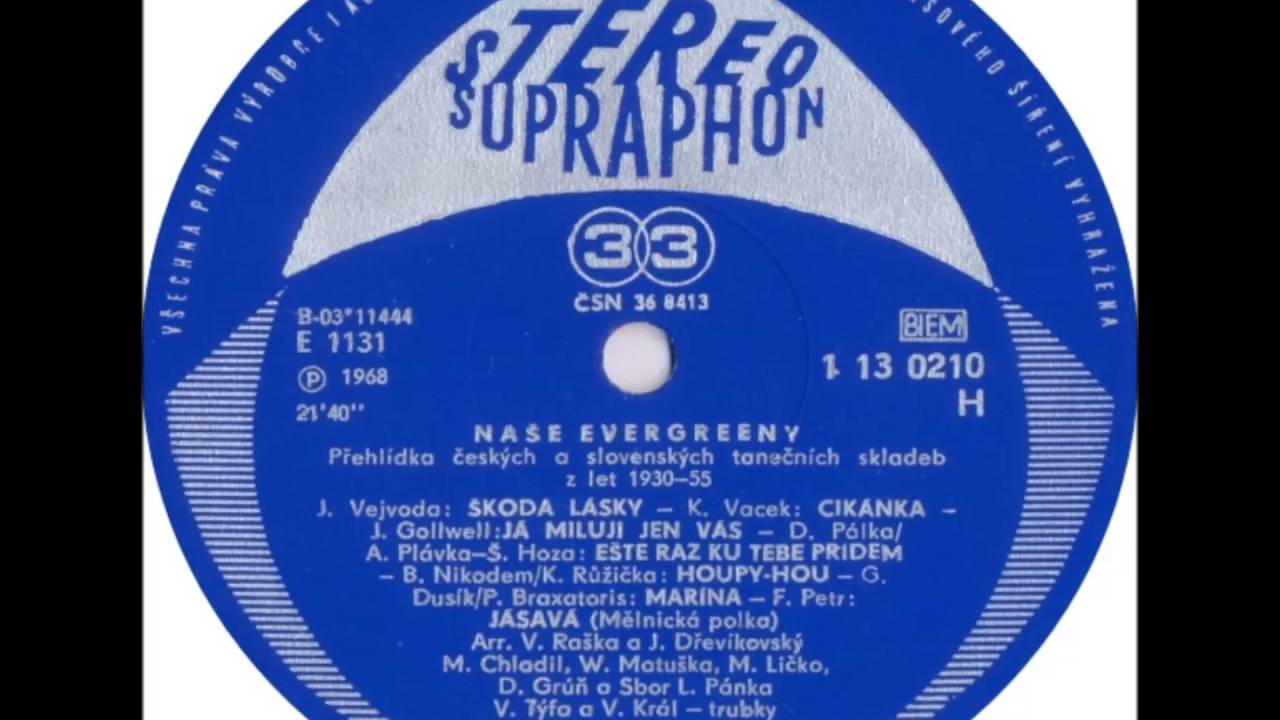 VŠECHNA PRÁVA VÝROBCE I
ŠÍŘENÍ VYHRAŽENA
STEREO
SUPRAPHON
33
ČSN 36 8413
B-03*11444
E 1131
Ⓟ 1968
21'40''
BIEM
1 13 0210
H
NAŠE EVERGREENY
Přehlídka českých a slovenských tanečních skladeb
z let 1930–55
J. Vejvoda: ŠKODA LÁSKY – K. Vacek: CIKÁNKA –
J. Gollwell: JÁ MILUJI JEN VÁS – D. Pálka/
A. Plávka–Š. Hoza: EŠTE RAZ KU TEBE PRIDEM
– B. Nikodem/K. Růžička: HOUPY-HOU – G.
Dusík/P. Braxatoris: MARÍNA – F. Petr:
JÁSAVÁ (Mělnická polka)
Arr. V. Raška a J. Dřevíkovský
M. Chladil, W. Matuška, M. Ličko,
D. Grúň a Sbor L. Pánka
V. Týfa a V. Král – trubky